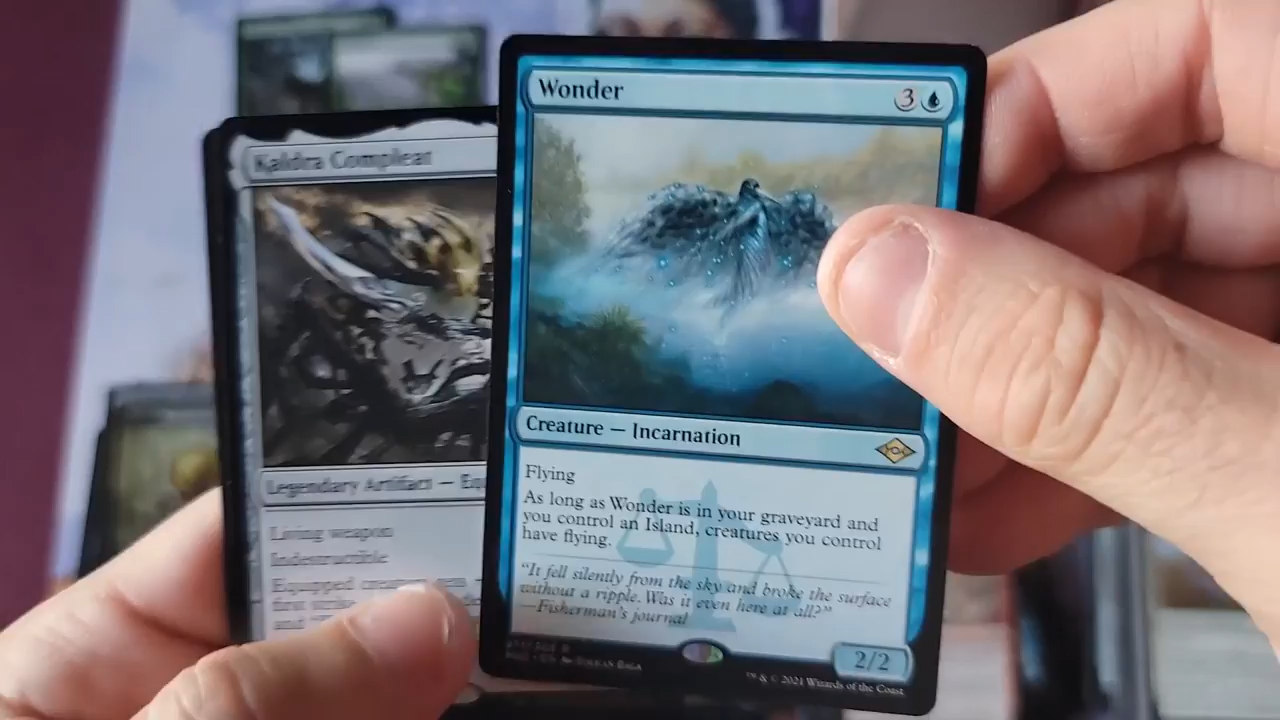 Wonder
3
Creature — Incarnation
Flying
As long as Wonder is in your graveyard and
you control an Island, creatures you control
have flying.
"It fell silently from the sky and broke the surface
without a ripple. Was it even here at all?"
—Fisherman's journal
2/2
™ & © 2021 Wizards of the Coast
Kaldra Compleat
Legendary Artifact —
Living weapon
Indestructible
Equipped
first
and